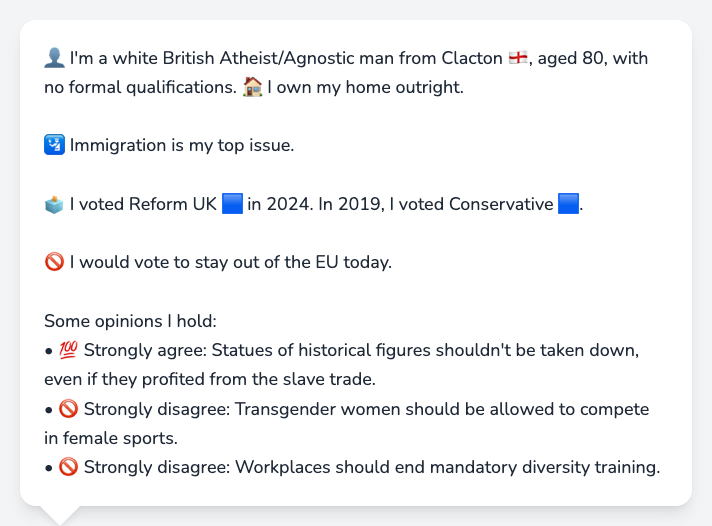 👤 I'm a white British Atheist/Agnostic man from Clacton 🏴󠁧󠁢󠁥󠁮󠁧󠁿, aged 80, with
no formal qualifications. 🏠 I own my home outright.
🛂 Immigration is my top issue.
🗳️ I voted Reform UK 🟦 in 2024. In 2019, I voted Conservative 🟦.
🚫 I would vote to stay out of the EU today.
Some opinions I hold:
• 💯 Strongly agree: Statues of historical figures shouldn't be taken down,
even if they profited from the slave trade.
• 🚫 Strongly disagree: Transgender women should be allowed to compete
in female sports.
• 🚫 Strongly disagree: Workplaces should end mandatory diversity training.